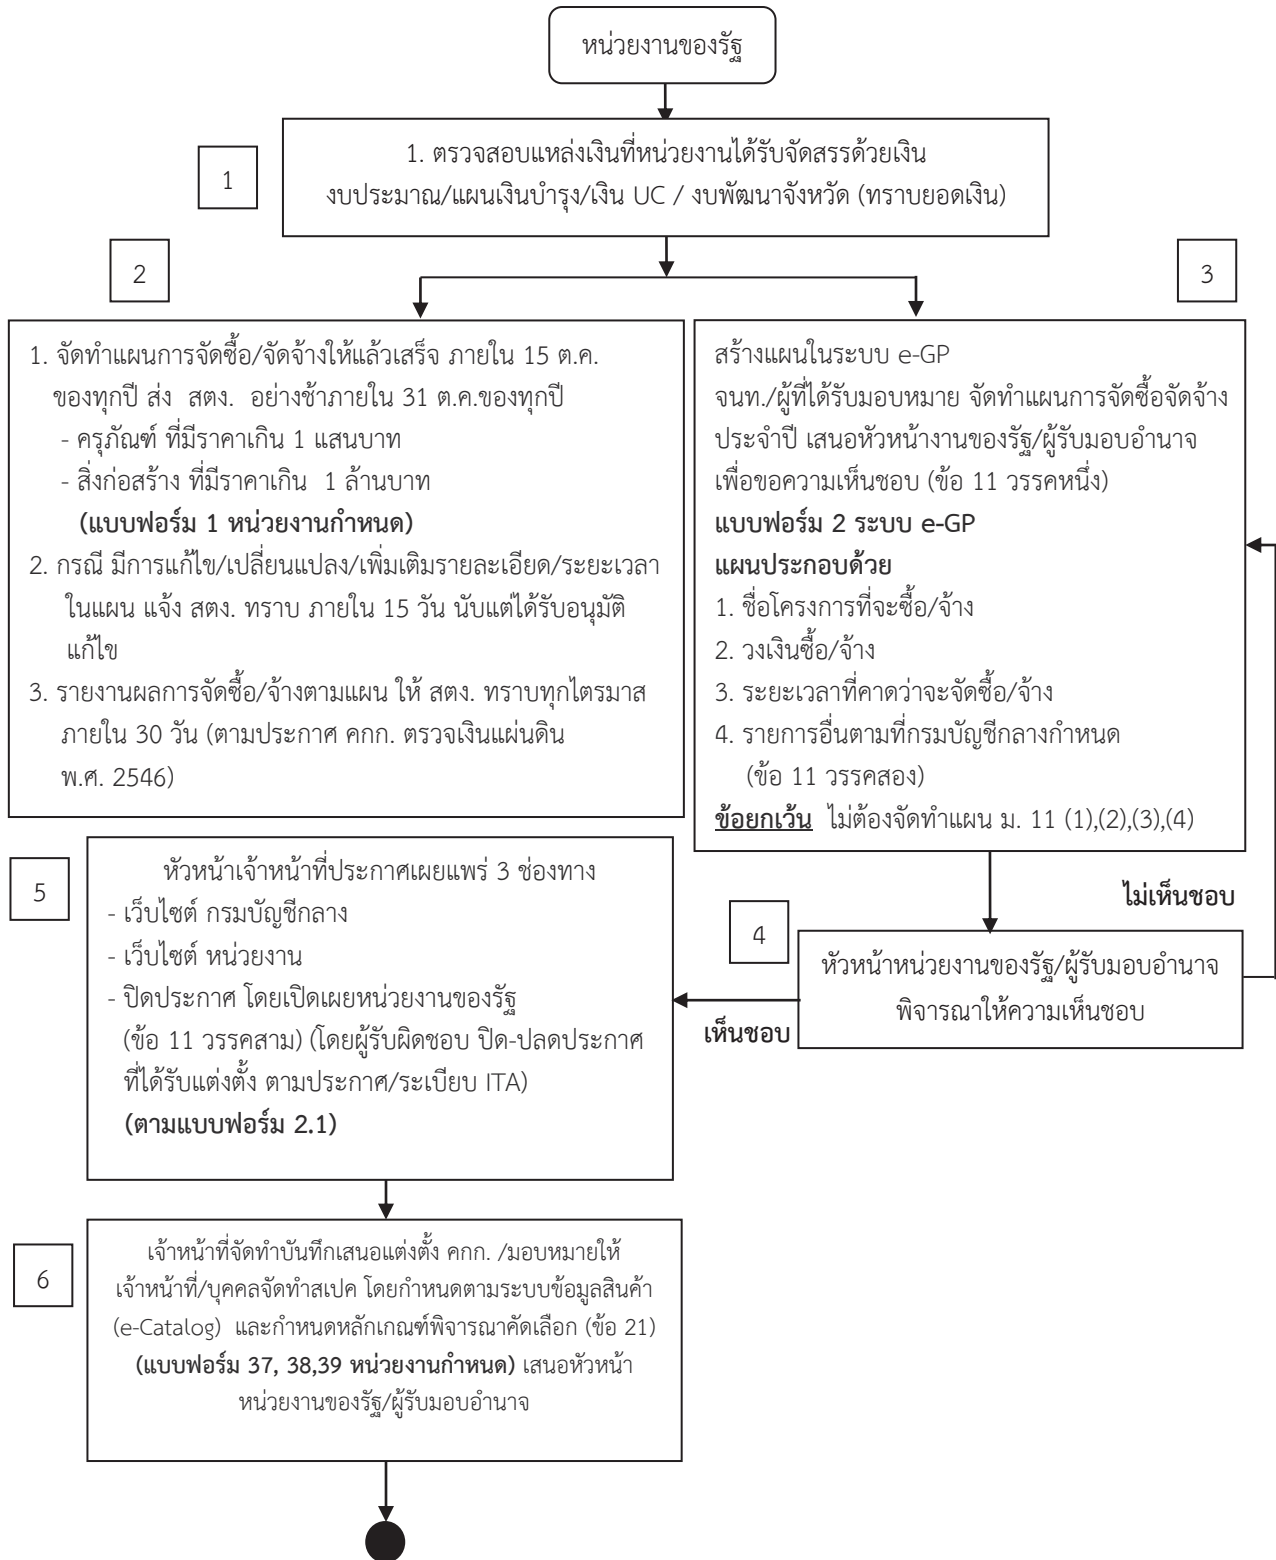 หน่วยงานของรัฐ
1
1. ตรวจสอบแหล่งเงินที่หน่วยงานได้รับจัดสรรด้วยเงิน
งบประมาณ/แผนเงินบำรุง/เงิน UC / งบพัฒนาจังหวัด (ทราบยอดเงิน)
2
1. จัดทำแผนการจัดซื้อ/จัดจ้างให้แล้วเสร็จ ภายใน 15 ต.ค.
ของทุกปี ส่ง สตง. อย่างช้าภายใน 31 ต.ค.ของทุกปี
- ครุภัณฑ์ ที่มีราคาเกิน 1 แสนบาท
- สิ่งก่อสร้าง ที่มีราคาเกิน 1 ล้านบาท
(แบบฟอร์ม 1 หน่วยงานกำหนด)
2. กรณี มีการแก้ไข/เปลี่ยนแปลง/เพิ่มเติมรายละเอียด/ระยะเวลา
ในแผน แจ้ง สตง. ทราบ ภายใน 15 วัน นับแต่ได้รับอนุมัติ
แก้ไข
3. รายงานผลการจัดซื้อ/จ้างตามแผน ให้ สตง. ทราบทุกไตรมาส
ภายใน 30 วัน (ตามประกาศ คกก. ตรวจเงินแผ่นดิน
พ.ศ. 2546)
3
สร้างแผนในระบบ e-GP
จนท./ผู้ที่ได้รับมอบหมาย จัดทำแผนการจัดซื้อจัดจ้าง
ประจำปี เสนอหัวหน้างานของรัฐ/ผู้รับมอบอำนาจ
เพื่อขอความเห็นชอบ (ข้อ 11 วรรคหนึ่ง)
แบบฟอร์ม 2 ระบบ e-GP
แผนประกอบด้วย
1. ชื่อโครงการที่จะซื้อ/จ้าง
2. วงเงินซื้อ/จ้าง
3. ระยะเวลาที่คาดว่าจะจัดซื้อ/จ้าง
4. รายการอื่นตามที่กรมบัญชีกลางกำหนด
(ข้อ 11 วรรคสอง)
ข้อยกเว้น ไม่ต้องจัดทำแผน ม. 11 (1),(2),(3),(4)
ไม่เห็นชอบ
4
หัวหน้าหน่วยงานของรัฐ/ผู้รับมอบอำนาจ
พิจารณาให้ความเห็นชอบ
เห็นชอบ
5
หัวหน้าเจ้าหน้าที่ประกาศเผยแพร่ 3 ช่องทาง
- เว็บไซต์ กรมบัญชีกลาง
- เว็บไซต์ หน่วยงาน
- ปิดประกาศ โดยเปิดเผยหน่วยงานของรัฐ
(ข้อ 11 วรรคสาม) (โดยผู้รับผิดชอบ ปิด-ปลดประกาศ
ที่ได้รับแต่งตั้ง ตามประกาศ/ระเบียบ ITA)
(ตามแบบฟอร์ม 2.1)
6
เจ้าหน้าที่จัดทำบันทึกเสนอแต่งตั้ง คกก. /มอบหมายให้
เจ้าหน้าที่/บุคคลจัดทำสเปค โดยกำหนดตามระบบข้อมูลสินค้า
(e-Catalog) และกำหนดหลักเกณฑ์พิจารณาคัดเลือก (ข้อ 21)
(แบบฟอร์ม 37, 38,39 หน่วยงานกำหนด) เสนอหัวหน้า
หน่วยงานของรัฐ/ผู้รับมอบอำนาจ